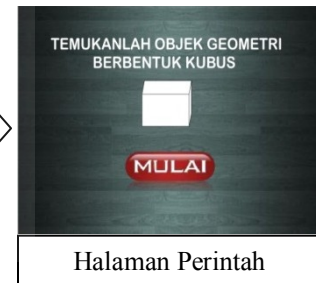 TEMUKANLAH OBJEK GEOMETRI
BERBENTUK KUBUS
MULAI
Halaman Perintah